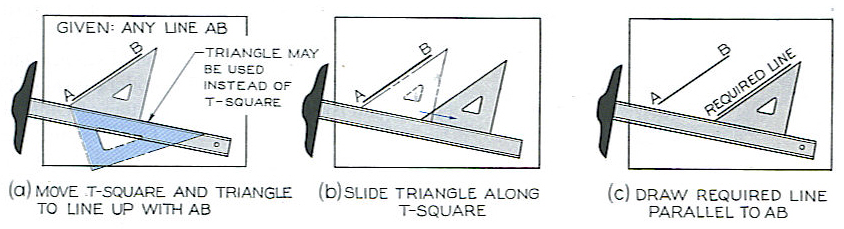 GIVEN: ANY LINE AB
B
A
TRIANGLE MAY
BE USED
INSTEAD OF
T-SQUARE
(a) MOVE T-SQUARE AND TRIANGLE
TO LINE UP WITH AB
B
A
(b) SLIDE TRIANGLE ALONG
T-SQUARE
B
A
REQUIRED LINE
(c) DRAW REQUIRED LINE
PARALLEL TO AB